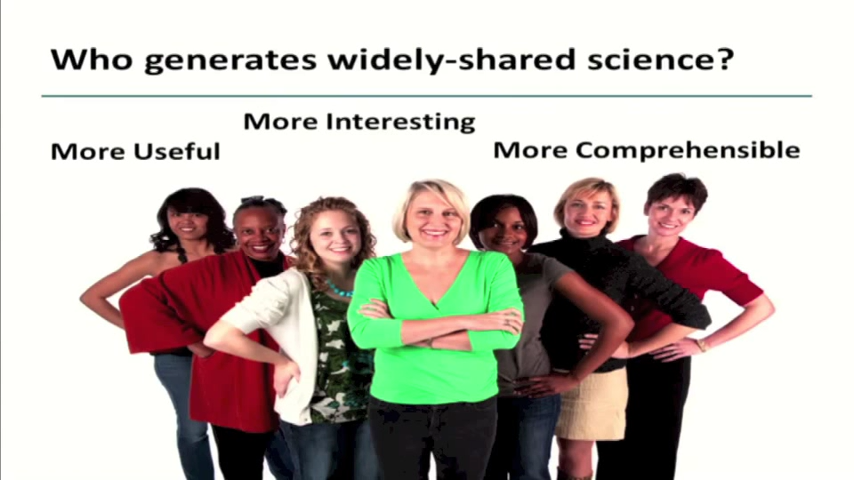 Who generates widely-shared science?
More Interesting
More Useful
More Comprehensible